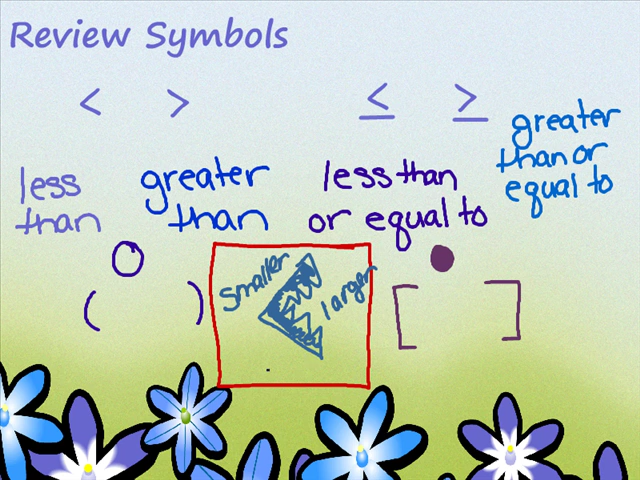 Review Symbols
< > ≤ ≥
less
than
greater
than
less than
or equal to
greater
than or
equal to
smaller
larger
( )
[ ]